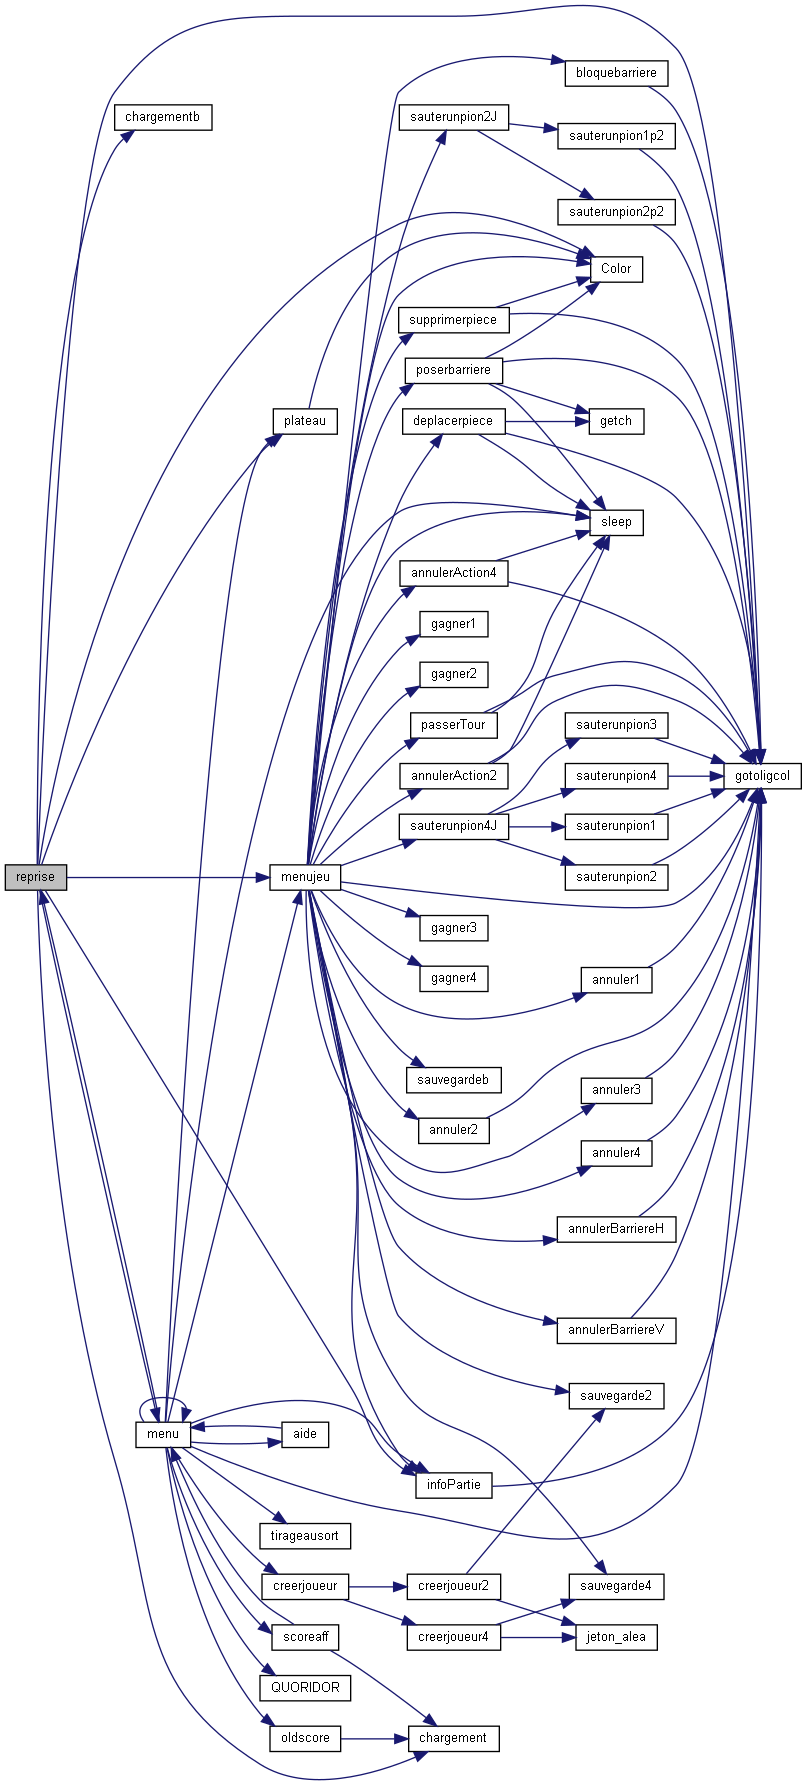 bloquebarriere
chargementb
sauterunpion2J
sauterunpion1p2
sauterunpion2p2
Color
supprimerpiece
poserbarriere
plateau
deplacerpiece
getch
sleep
annulerAction4
gagner1
gagner2
passerTour
sauterunpion3
annulerAction2
sauterunpion4
gotoligcol
sauterunpion4J
sauterunpion1
reprise
menujeu
sauterunpion2
gagner3
gagner4
annuler1
sauvegardeb
annuler3
annuler2
annuler4
annulerBarriereH
annulerBarriereV
sauvegarde2
menu
aide
infoPartie
tirageausort
creerjoueur
creerjoueur2
sauvegarde4
scoreaff
creerjoueur4
jeton_alea
QUORIDOR
oldscore
chargement